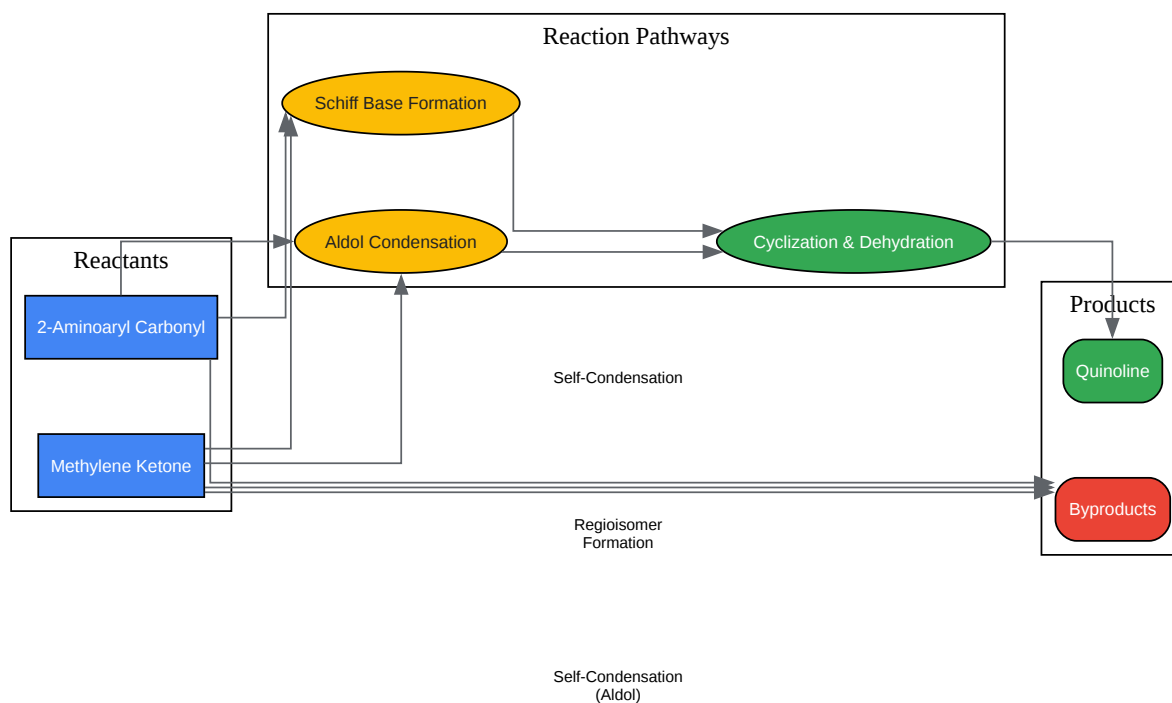 Reaction Pathways
Schiff Base Formation
Aldol Condensation
Cyclization & Dehydration
Reactants
2-Aminoaryl Carbonyl
Methylene Ketone
Products
Quinoline
Byproducts
Self-Condensation
Regioisomer
Formation
Self-Condensation
(Aldol)